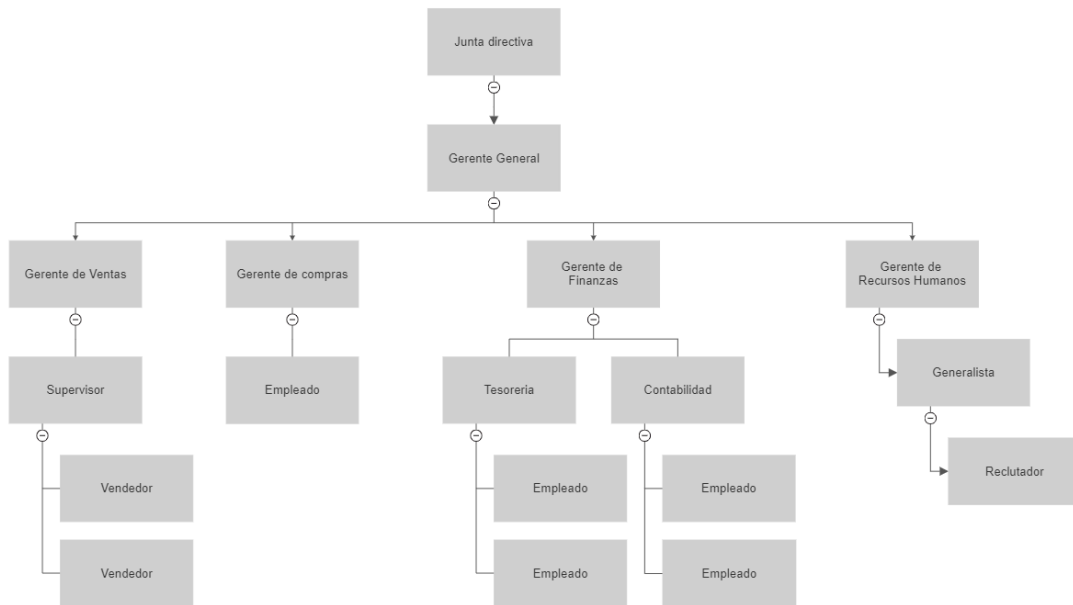 Junta directiva
Gerente General
Gerente de Ventas
Gerente de compras
Gerente de
Finanzas
Gerente de
Recursos Humanos
Supervisor
Empleado
Tesoreria
Contabilidad
Generalista
Vendedor
Empleado
Empleado
Reclutador
Vendedor
Empleado
Empleado